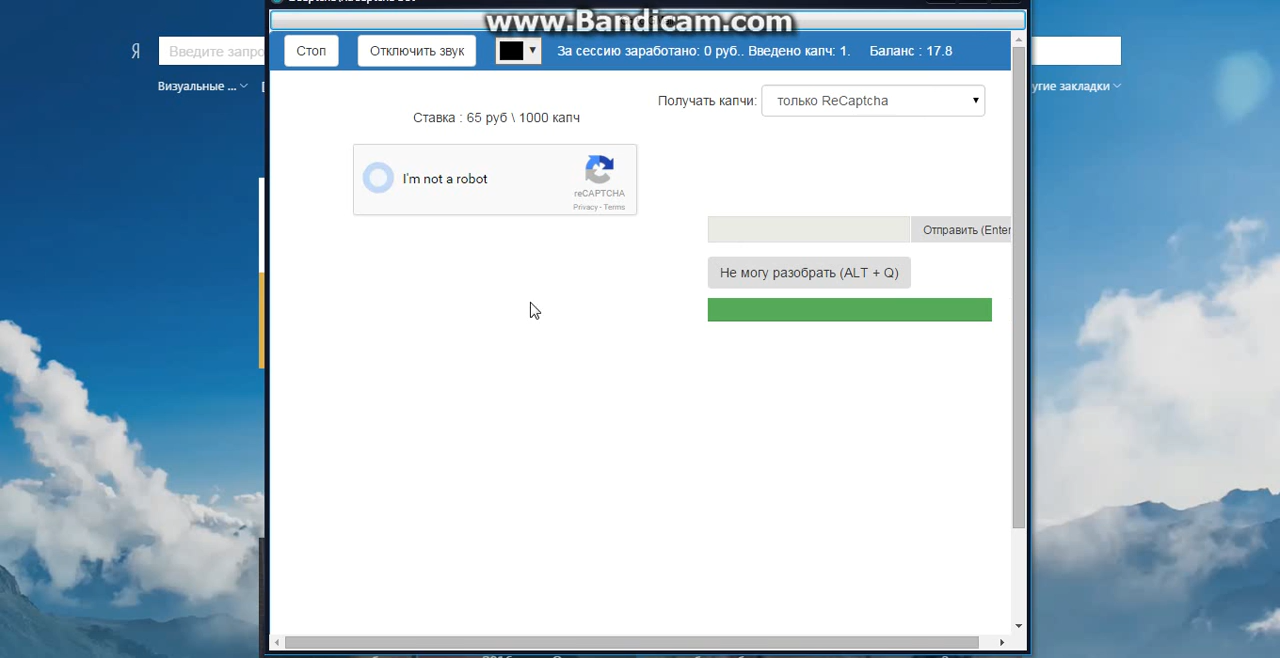 www.Bandicam.com
Я
Введите запро
Визуальные ...
угие закладки
Стоп
Отключить звук
За сессию заработано: 0 руб.. Введено капч: 1.
Баланс : 17.8
Получать капчи:
только ReCaptcha
Ставка : 65 руб \ 1000 капч
I'm not a robot
reCAPTCHA
Privacy - Terms
Отправить (Enter
Не могу разобрать (ALT + Q)